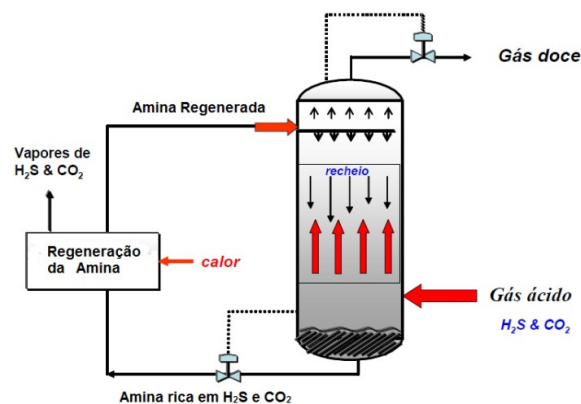 Gás doce
Amina Regenerada
Vapores de
H₂S & CO₂
recheio
Regeneração
da Amina
calor
Gás ácido
H₂S & CO₂
Amina rica em H₂S e CO₂